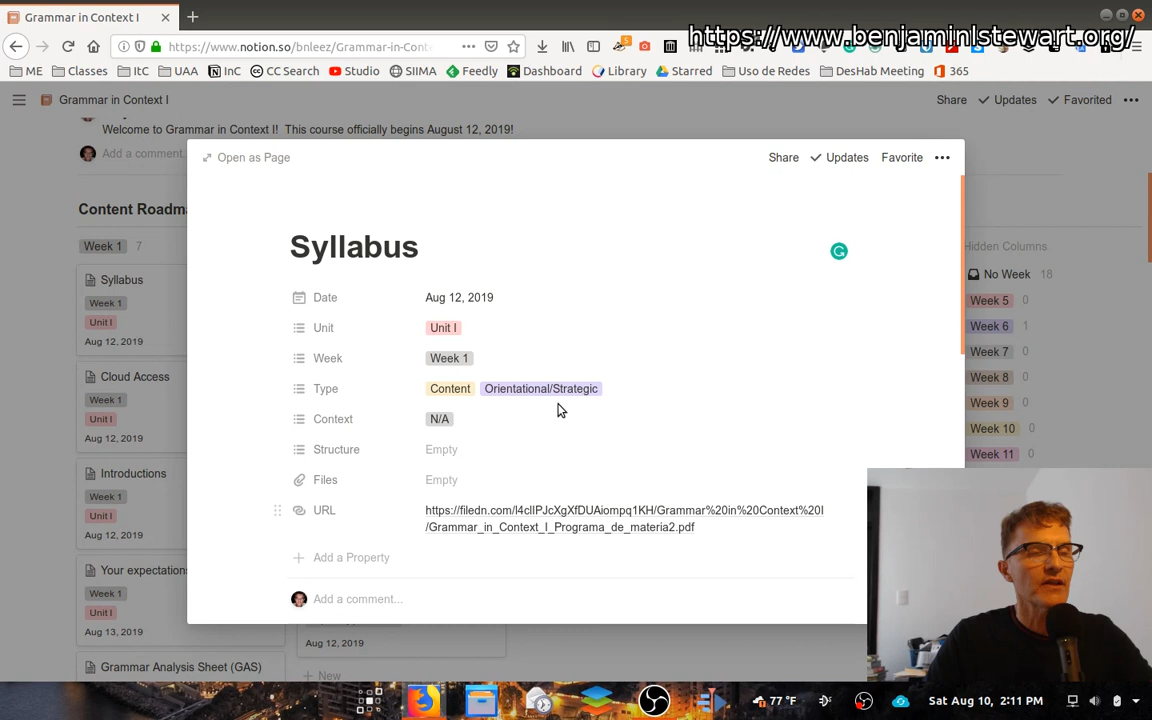 Grammar in Context I
https://www.benjaminlstewart.org/
https://www.notion.so/bnleez/Grammar-in-Conte
ME Classes ItC UAA InC CC Search Studio SIIMA Feedly Dashboard Library Starred Uso de Redes DesHab Meeting 365
Grammar in Context I
Share Updates Favorited
Welcome to Grammar in Context I! This course officially begins August 12, 2019!
Add a comment.
Open as Page
Share Updates Favorite
Content Roadma
Week 1 7
Syllabus
Week 1
Unit I
Aug 12, 2019
Cloud Access
Week 1
Unit I
Aug 12, 2019
Introductions
Week 1
Unit I
Aug 12, 2019
Your expectations
Week 1
Unit I
Aug 13, 2019
Grammar Analysis Sheet (GAS)
Syllabus
Date Aug 12, 2019
Unit Unit I
Week Week 1
Type Content Orientational/Strategic
Context N/A
Structure Empty
Files Empty
URL https://filedn.com/l4clIPJcXgXfDUAiompq1KH/Grammar%20in%20Context%20I
/Grammar_in_Context_I_Programa_de_materia2.pdf
Add a Property
Add a comment...
Aug 12, 2019
New
Hidden Columns
No Week 18
Week 5 0
Week 6 1
Week 7 0
Week 8 0
Week 9 0
Week 10 0
Week 11 0
77 °F
Sat Aug 10, 2:11 PM